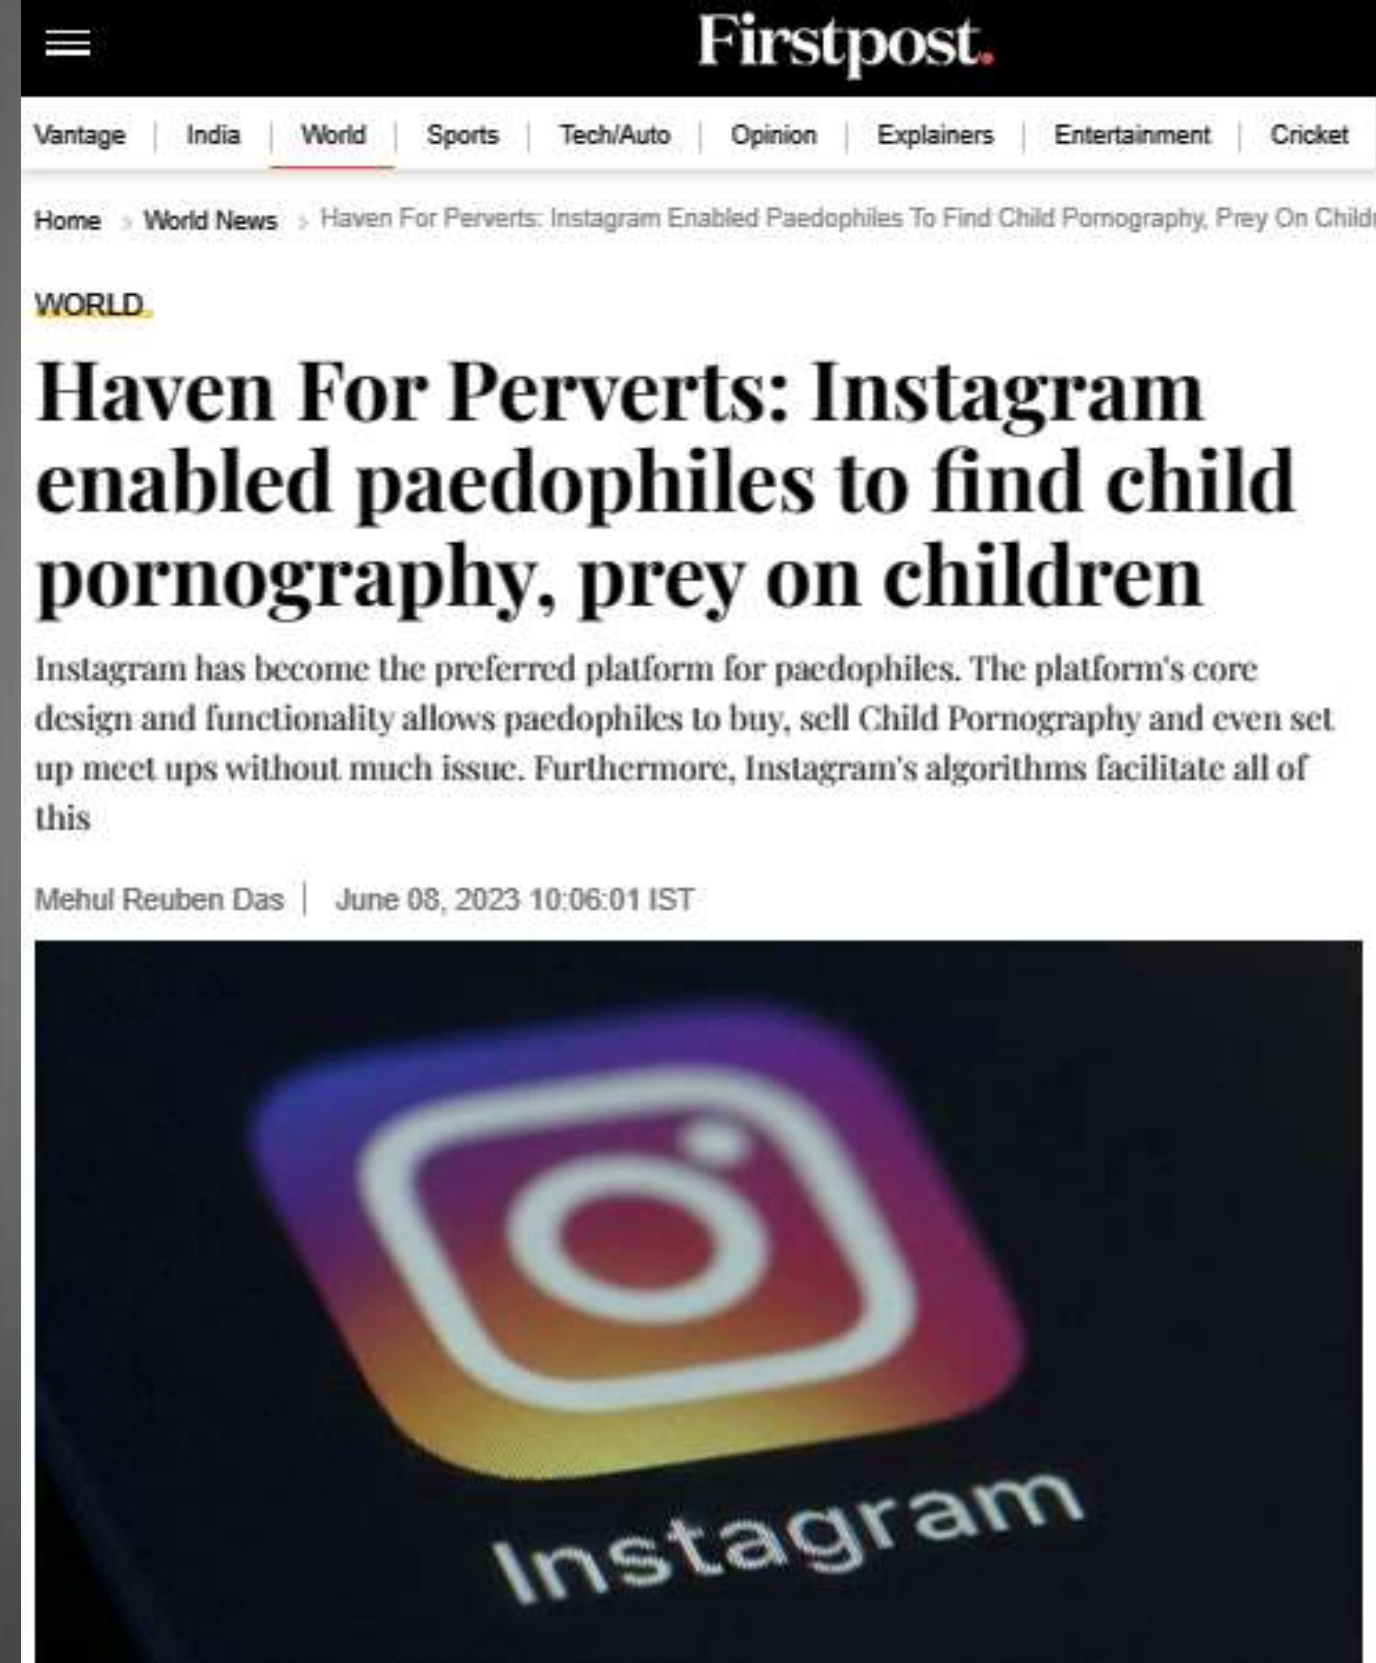 Firstpost.
Vantage | India | World | Sports | Tech/Auto | Opinion | Explainers | Entertainment | Cricket
Home > World News > Haven For Perverts: Instagram Enabled Paedophiles To Find Child Pornography, Prey On
WORLD
Haven For Perverts: Instagram
enabled paedophiles to find child
pornography, prey on children
Instagram has become the preferred platform for paedophiles. The platform's core
design and functionality allows paedophiles to buy, sell Child Pornography and even set
up meet ups without much issue. Furthermore, Instagram's algorithms facilitate all of
this
Mehul Reuben Das | June 08, 2023 10:06:01 IST
Instagram